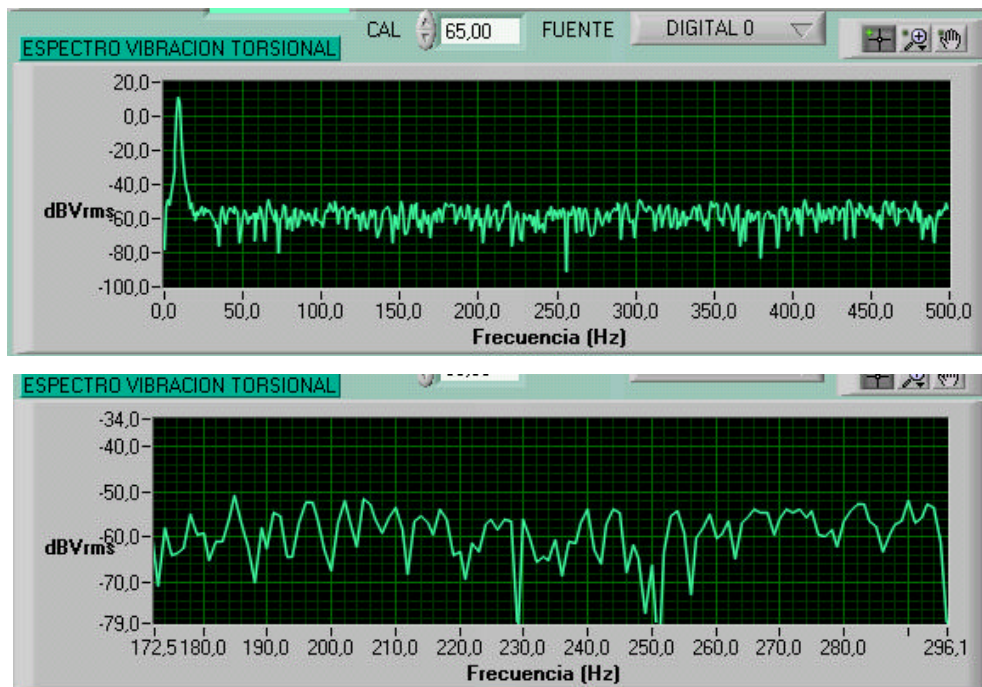 CAL 65,00 FUENTE DIGITAL 0
ESPECTRO VIBRACION TORSIONAL
20,0
0,0
-20,0
-40,0
dBVrms
-60,0
-80,0
-100,0
0,0 50,0 100,0 150,0 200,0 250,0 300,0 350,0 400,0 450,0 500,0
Frecuencia (Hz)
ESPECTRO VIBRACION TORSIONAL
-34,0
-40,0
-50,0
dBVrms
-60,0
-70,0
-79,0
172,5 180,0 190,0 200,0 210,0 220,0 230,0 240,0 250,0 260,0 270,0 280,0 296,1
Frecuencia (Hz)